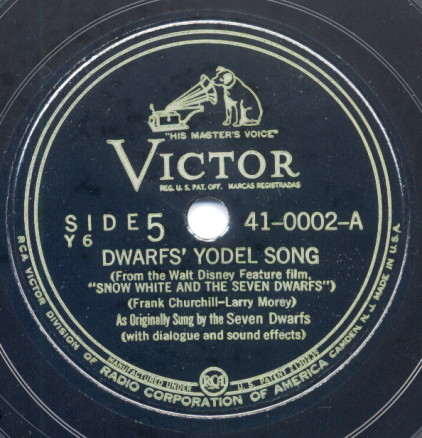 "HIS MASTER'S VOICE"
VICTOR
REG. U.S. PAT. OFF. MARCAS REGISTRADAS
SIDE 5 41-0002-A
Y6
DWARFS' YODEL SONG
(From the Walt Disney Feature film,
"SNOW WHITE AND THE SEVEN DWARFS")
(Frank Churchill—Larry Morey)
As Originally Sung by the Seven Dwarfs
(with dialogue and sound effects)
MANUFACTURED UNDER RCA U.S. PATENT 2130239
RCA VICTOR DIVISION OF RADIO CORPORATION OF AMERICA CAMDEN, N.J. MADE IN U.S.A.